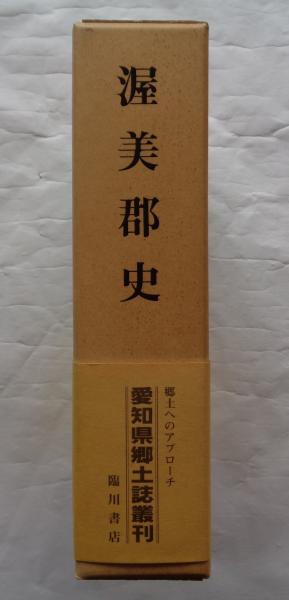 渥美郡史
郷土へのアプローチ
愛知県郷土誌叢刊
臨川書店